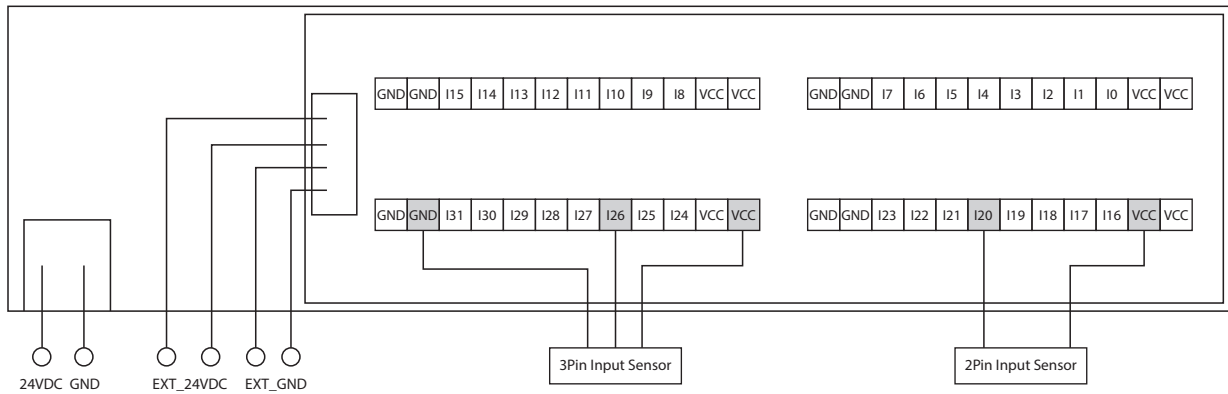 GND GND I15 I14 I13 I12 I11 I10 I9 I8 VCC VCC
GND GND I7 I6 I5 I4 I3 I2 I1 I0 VCC VCC
GND GND I31 I30 I29 I28 I27 I26 I25 I24 VCC VCC
GND GND I23 I22 I21 I20 I19 I18 I17 I16 VCC VCC
3Pin Input Sensor
2Pin Input Sensor
24VDC GND EXT_24VDC EXT_GND